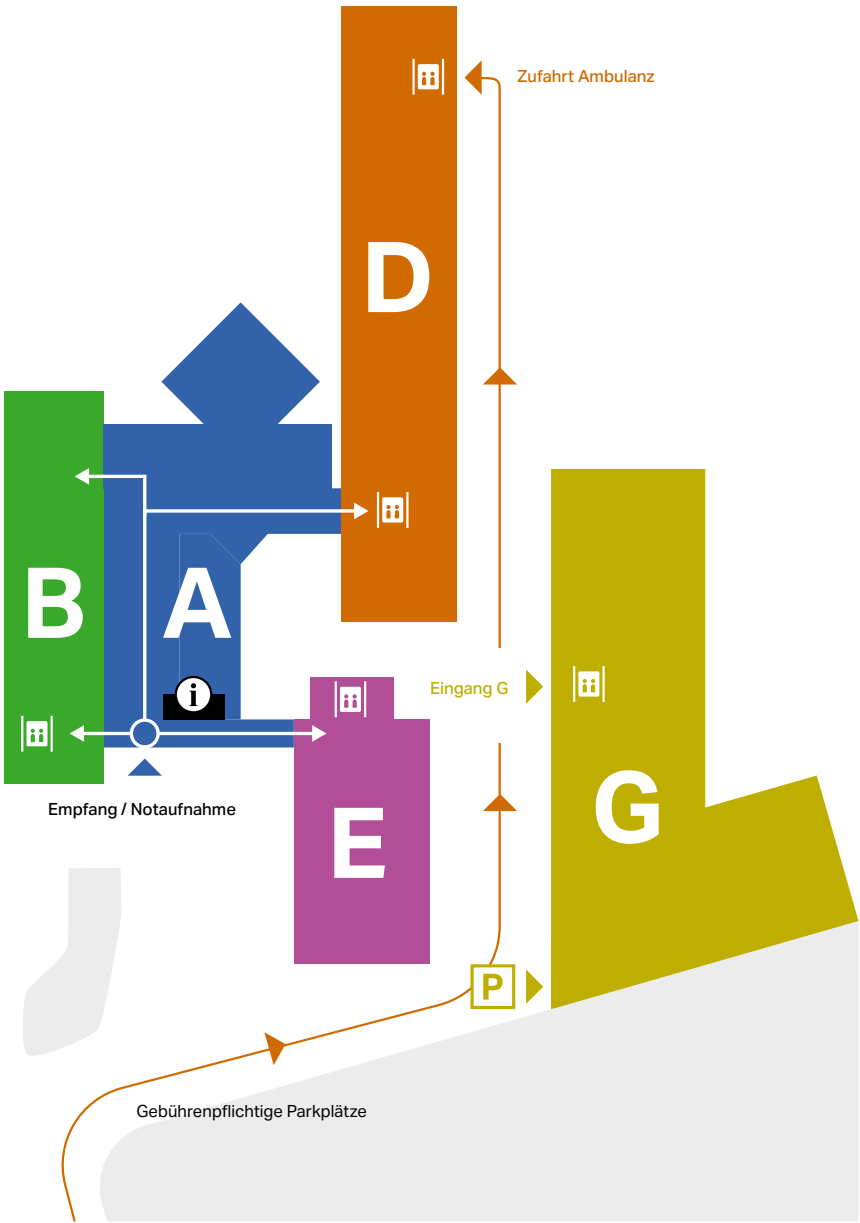 Zufahrt Ambulanz
D
B
A
i
Eingang G
G
Empfang / Notaufnahme
E
P
Gebührenpflichtige Parkplätze